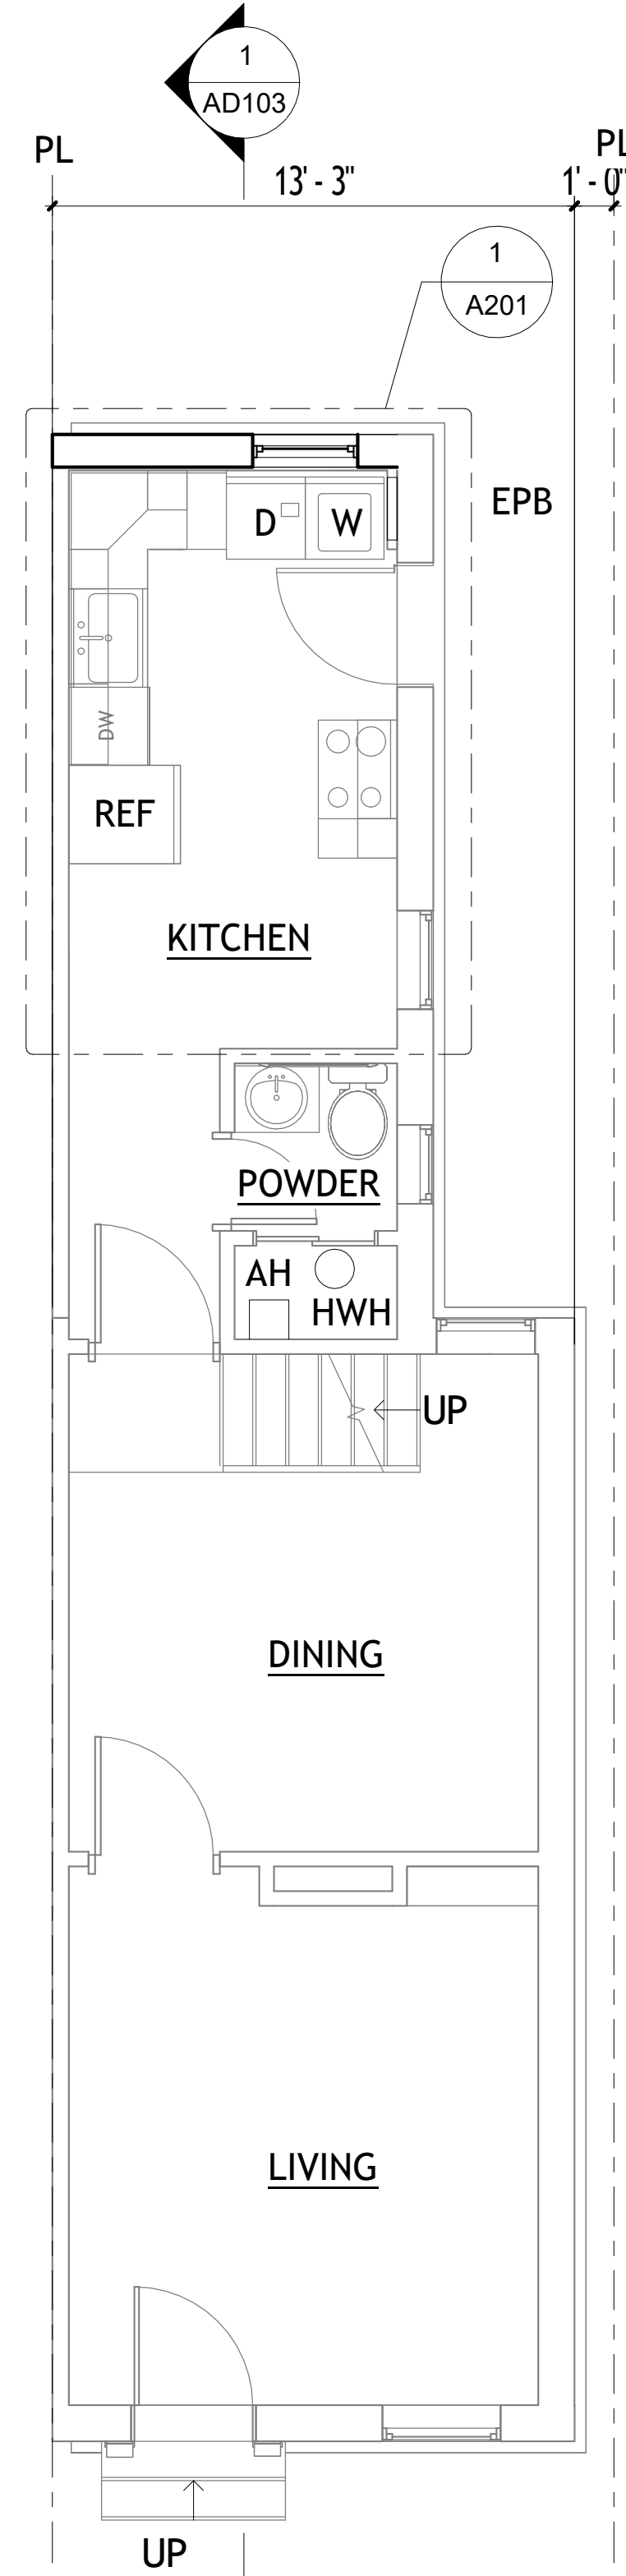 1
AD103
PL
PL
13' - 3"
1' - 0"
1
A201
EPB
D
W
DW
REF
KITCHEN
POWDER
AH
HWH
UP
DINING
LIVING
UP